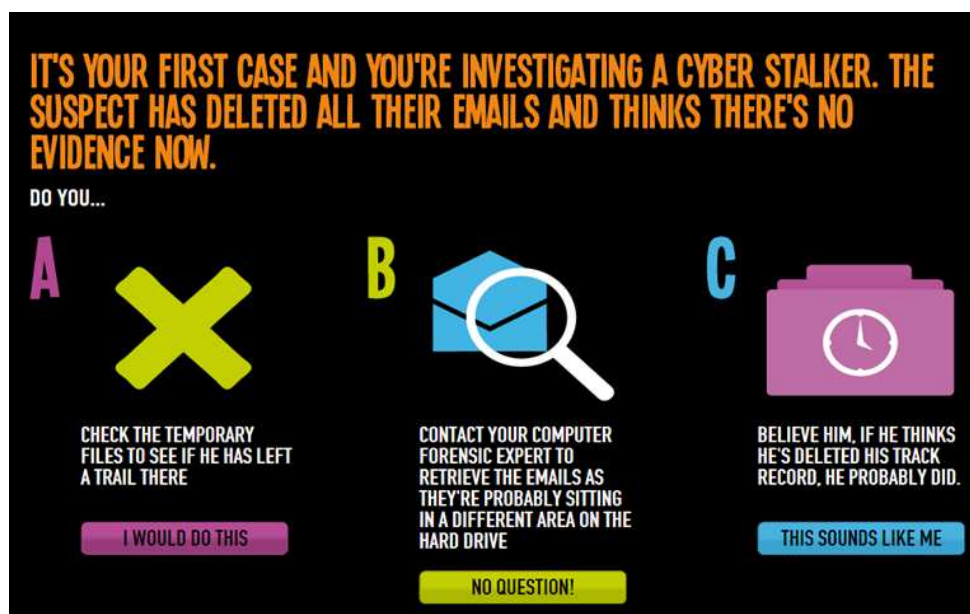 IT'S YOUR FIRST CASE AND YOU'RE INVESTIGATING A CYBER STALKER. THE
SUSPECT HAS DELETED ALL THEIR EMAILS AND THINKS THERE'S NO
EVIDENCE NOW.
DO YOU...
A
CHECK THE TEMPORARY
FILES TO SEE IF HE HAS LEFT
A TRAIL THERE
I WOULD DO THIS
B
CONTACT YOUR COMPUTER
FORENSIC EXPERT TO
RETRIEVE THE EMAILS AS
THEY'RE PROBABLY SITTING
IN A DIFFERENT AREA ON THE
HARD DRIVE
NO QUESTION!
C
BELIEVE HIM, IF HE THINKS
HE'S DELETED HIS TRACK
RECORD, HE PROBABLY DID.
THIS SOUNDS LIKE ME